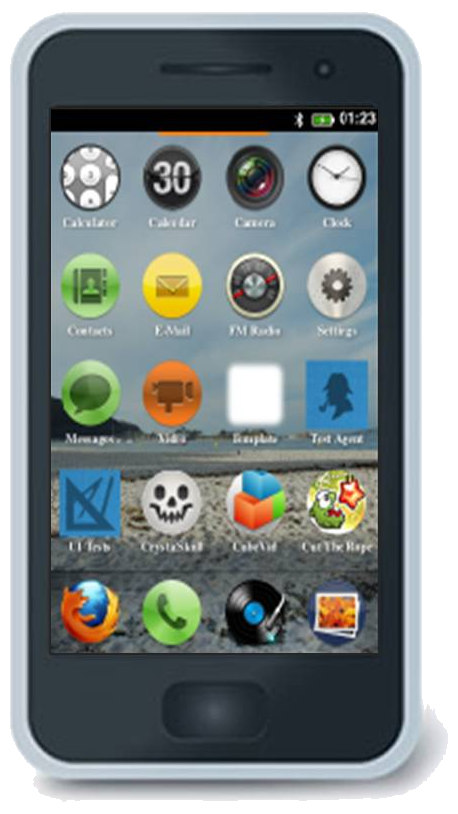 01:23
30
Calculator Calendar Camera Clock
Contacts E-Mail FM Radio Settings
Messages Video Template Test Agent
UI Tests CrystalSkull CubeVid Cut The Rope